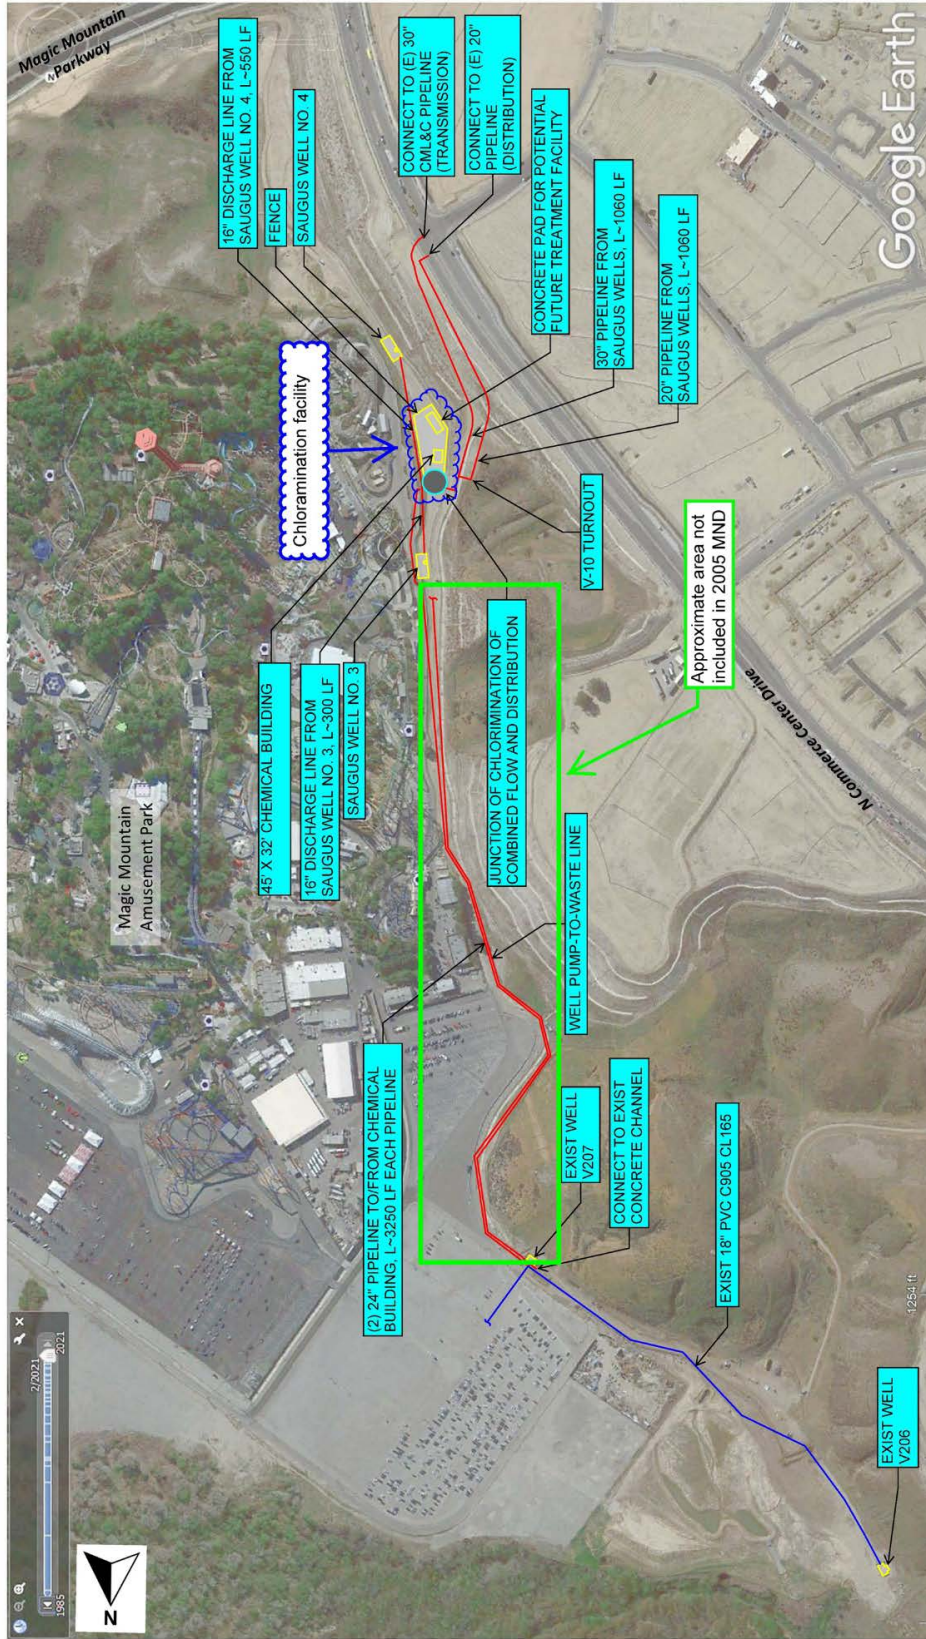 2/2021
1985
2021
N
Magic Mountain
Amusement Park
Magic Mountain
Parkway
N
Chloramination facility
16" DISCHARGE LINE FROM
SAUGUS WELL NO. 4, L~550 LF
FENCE
SAUGUS WELL NO. 4
45' X 32' CHEMICAL BUILDING
16" DISCHARGE LINE FROM
SAUGUS WELL NO. 3, L~300 LF
SAUGUS WELL NO. 3
(2) 24" PIPELINE TO/FROM CHEMICAL
BUILDING, L~3250 LF EACH PIPELINE
CONNECT TO (E) 30"
CML&C PIPELINE
(TRANSMISSION)
CONNECT TO (E) 20"
PIPELINE
(DISTRIBUTION)
CONCRETE PAD FOR POTENTIAL
FUTURE TREATMENT FACILITY
30" PIPELINE FROM
SAUGUS WELLS, L~1060 LF
20" PIPELINE FROM
SAUGUS WELLS, L~1060 LF
V-10 TURNOUT
JUNCTION OF CHLORIMINATION OF
COMBINED FLOW AND DISTRIBUTION
WELL PUMP-TO-WASTE LINE
EXIST WELL
V207
CONNECT TO EXIST
CONCRETE CHANNEL
EXIST 18" PVC C905 CL165
EXIST WELL
V206
Approximate area not
included in 2005 MND
N Commerce Center Drive
1254 ft
Google Earth